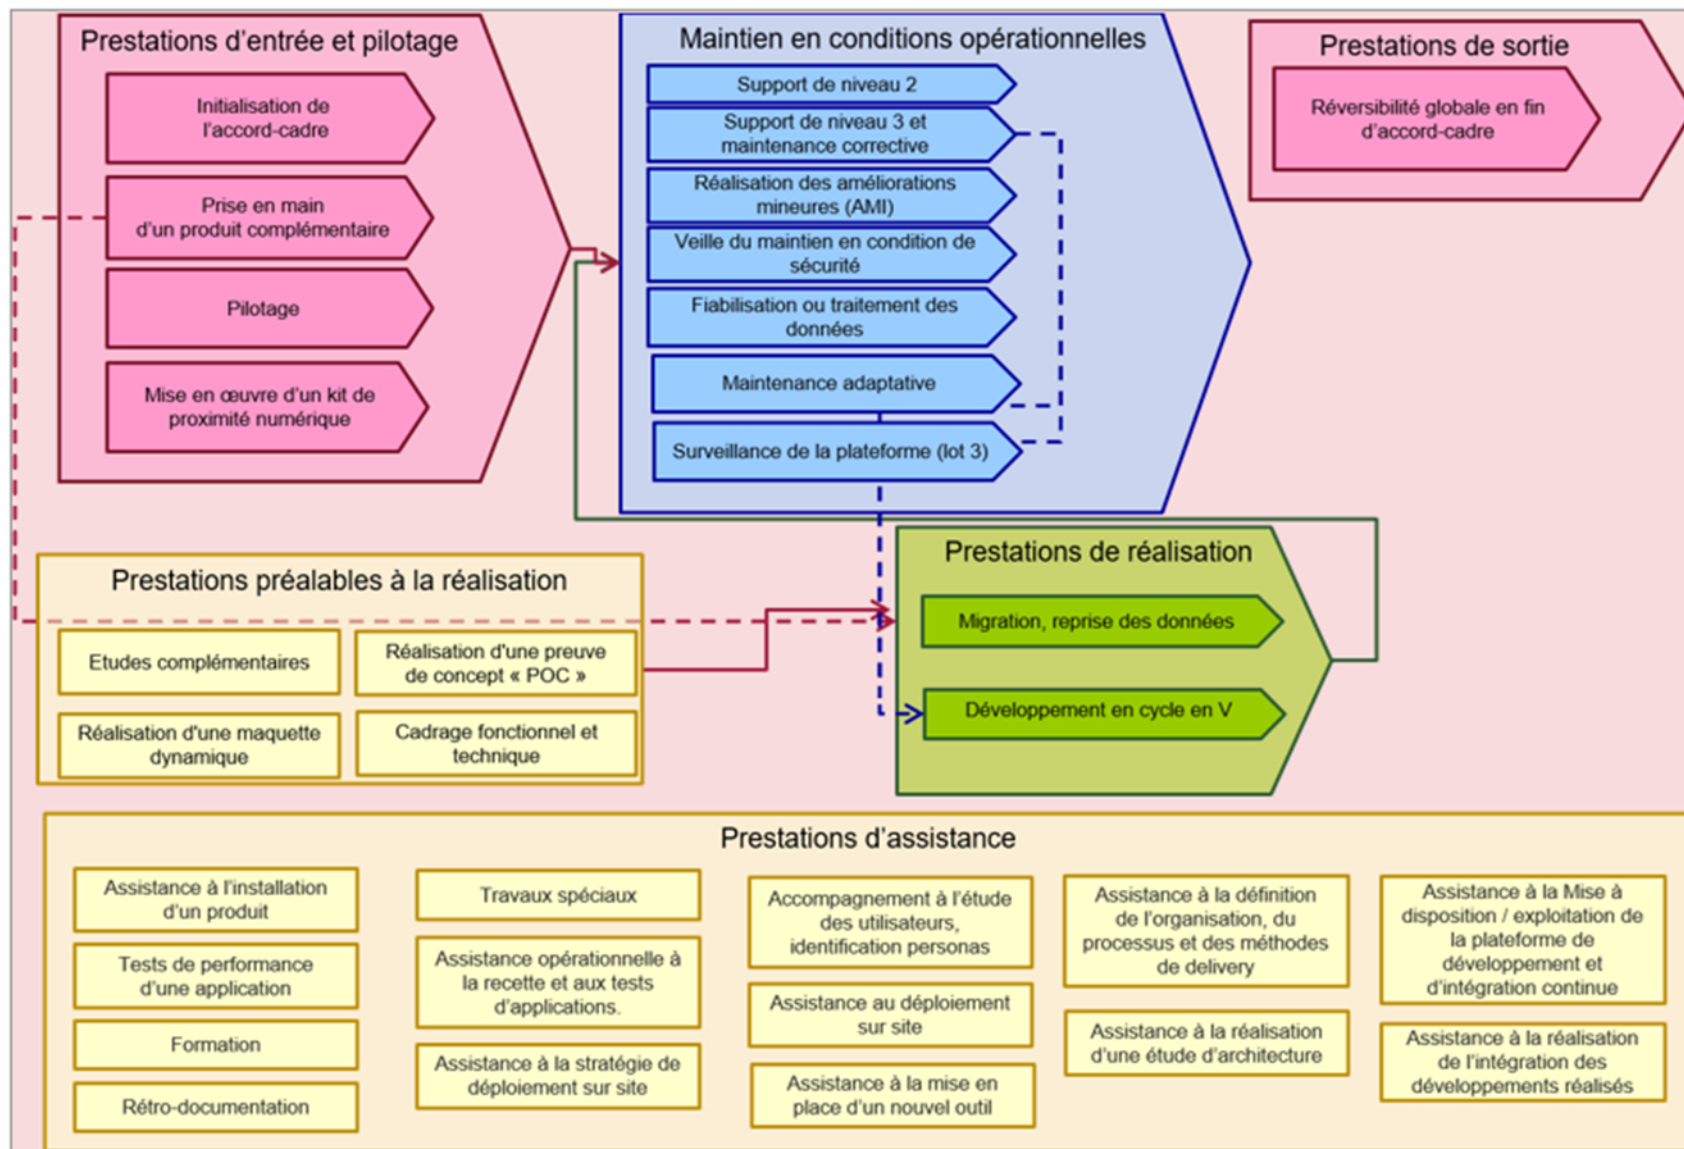 Prestations d'entrée et pilotage
Initialisation de
l'accord-cadre
Prise en main
d'un produit complémentaire
Pilotage
Mise en œuvre d'un kit de
proximité numérique
Maintien en conditions opérationnelles
Support de niveau 2
Support de niveau 3 et
maintenance corrective
Réalisation des améliorations
mineures (AMI)
Veille du maintien en condition de
sécurité
Fiabilisation ou traitement des
données
Maintenance adaptative
Surveillance de la plateforme (lot 3)
Prestations de sortie
Réversibilité globale en fin
d'accord-cadre
Prestations préalables à la réalisation
Etudes complémentaires
Réalisation d'une preuve
de concept « POC »
Réalisation d'une maquette
dynamique
Cadrage fonctionnel et
technique
Prestations de réalisation
Migration, reprise des données
Développement en cycle en V
Prestations d'assistance
Assistance à l'installation
d'un produit
Tests de performance
d'une application
Formation
Rétro-documentation
Travaux spéciaux
Assistance opérationnelle à
la recette et aux tests
d'applications.
Assistance à la stratégie de
déploiement sur site
Accompagnement à l'étude
des utilisateurs,
identification personas
Assistance au déploiement
sur site
Assistance à la mise en
place d'un nouvel outil
Assistance à la définition
de l'organisation, du
processus et des méthodes
de delivery
Assistance à la réalisation
d'une étude d'architecture
Assistance à la Mise à
disposition / exploitation de
la plateforme de
développement et
d'intégration continue
Assistance à la réalisation
de l'intégration des
développements réalisés